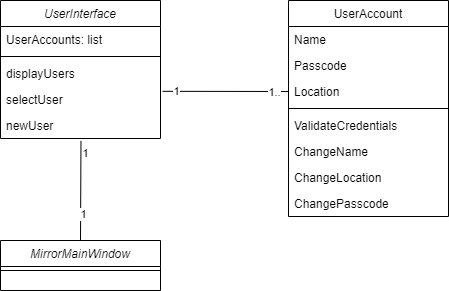 UserInterface
UserAccounts: list
displayUsers
selectUser
newUser
UserAccount
Name
Passcode
Location
ValidateCredentials
ChangeName
ChangeLocation
ChangePasscode
1
1..
1
1
MirrorMainWindow